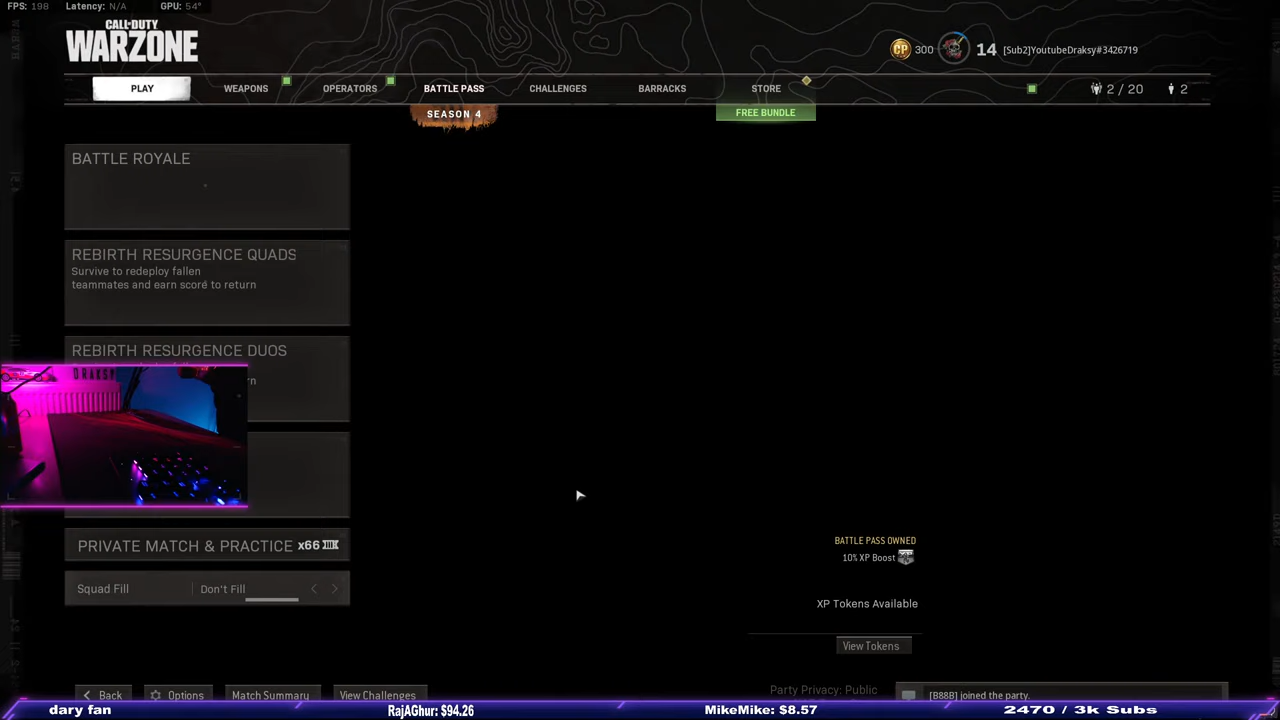 FPS: 198 Latency: N/A GPU: 54°
CALL OF DUTY
WARZONE
CP 300 14 [Sub2]YoutubeDraksy#3426719
PLAY WEAPONS OPERATORS BATTLE PASS CHALLENGES BARRACKS STORE 2 / 20 2
SEASON 4 FREE BUNDLE
BATTLE ROYALE
REBIRTH RESURGENCE QUADS
Survive to redeploy fallen
teammates and earn score to return
REBIRTH RESURGENCE DUOS
DRAKS
PRIVATE MATCH & PRACTICE x66
BATTLE PASS OWNED
10% XP Boost
Squad Fill Don't Fill
XP Tokens Available
View Tokens
Back Options Match Summary View Challenges Party Privacy: Public [B88B] joined the party.
dary fan RajAGhur: $94.26 MikeMike: $8.57 2470 / 3k Subs